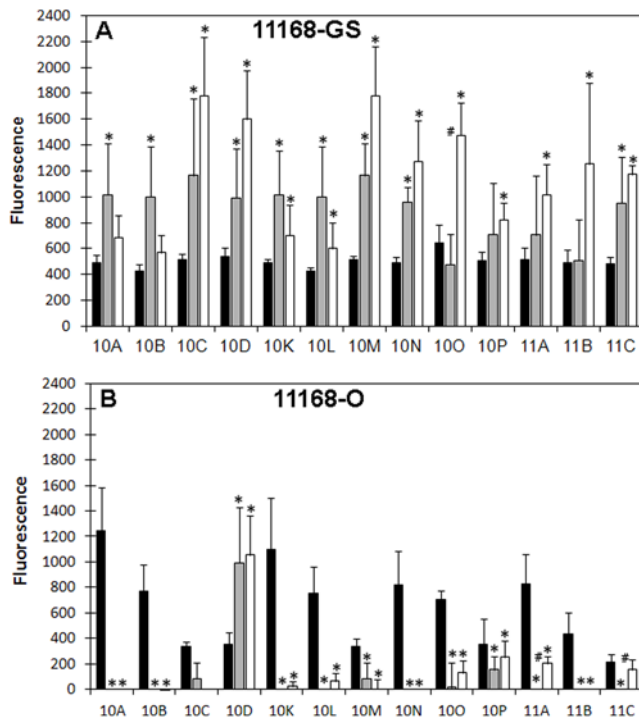 A
11168-GS
Fluorescence
2400
2200
2000
1800
1600
1400
1200
1000
800
600
400
200
0
* * * * * * * * * * * * * * * # * * * * * *
10A 10B 10C 10D 10K 10L 10M 10N 10O 10P 11A 11B 11C
B
11168-O
Fluorescence
2400
2200
2000
1800
1600
1400
1200
1000
800
600
400
200
0
* * * * * * * * * * * * * * * * * * * # * * * * #
10A 10B 10C 10D 10K 10L 10M 10N 10O 10P 11A 11B 11C